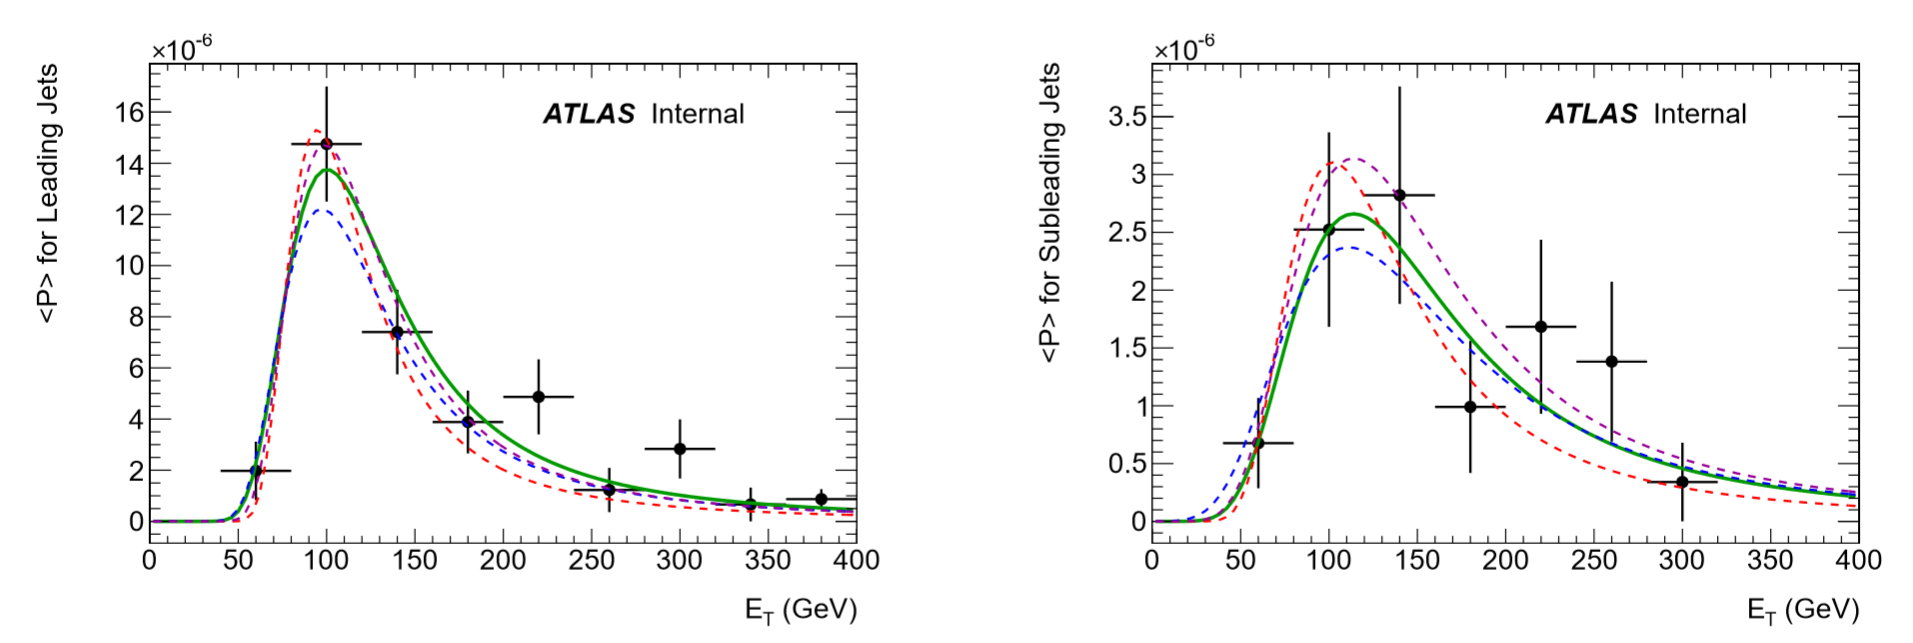 ×10-6
<P> for Leading Jets
ATLAS Internal
16
14
12
10
8
6
4
2
0
0 50 100 150 200 250 300 350 400
ET (GeV)
×10-6
<P> for Subleading Jets
ATLAS Internal
3.5
3
2.5
2
1.5
1
0.5
0
0 50 100 150 200 250 300 350 400
ET (GeV)